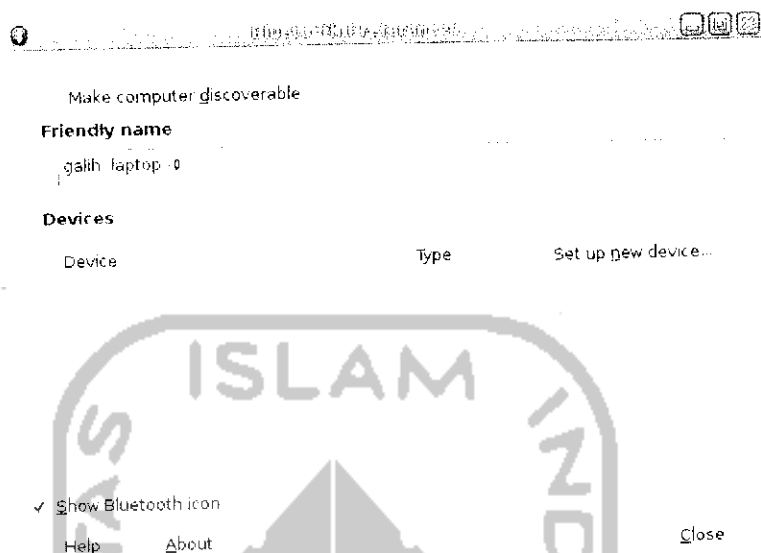 Make computer discoverable
Friendly name
galih laptop-0
Devices
Device Type Set up new device...
ISLAM
✓ Show Bluetooth icon
Help About Close